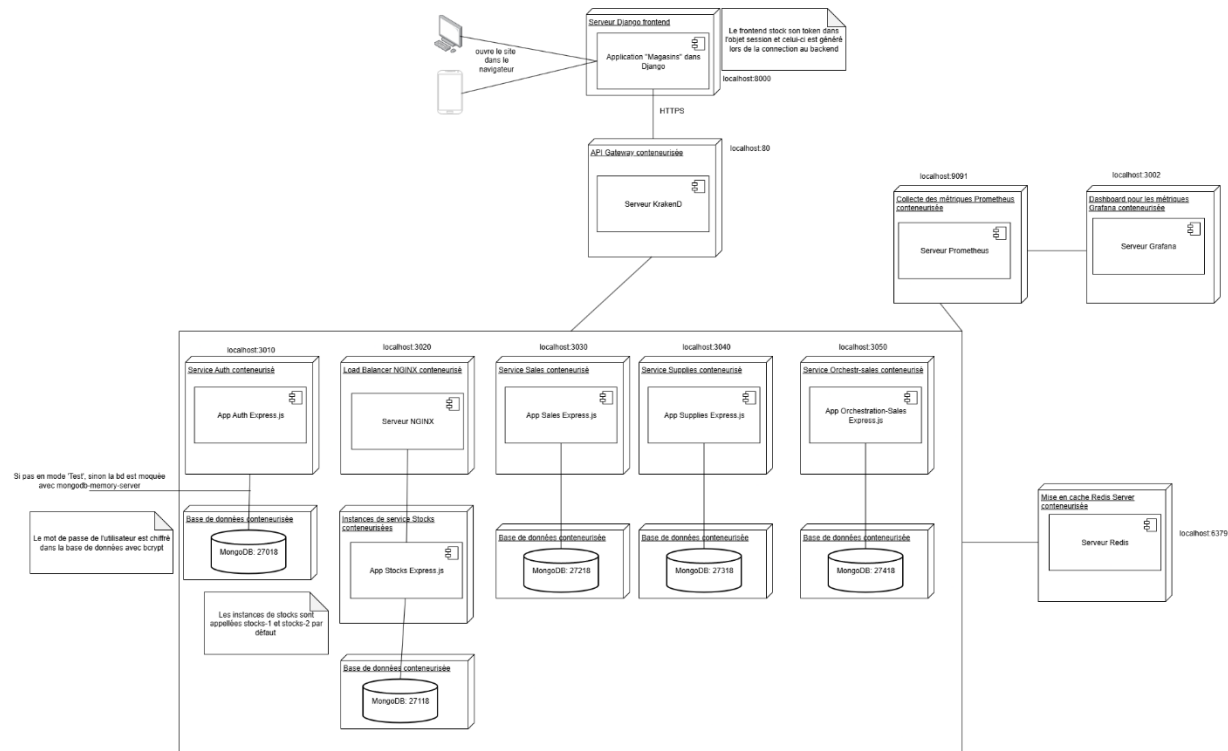 Serveur Django frontend
Application "Magasins" dans
Django
Le frontend stock son token dans
l'objet session et celui-ci est généré
lors de la connection au backend
ouvre le site
dans le
navigateur
localhost:8000
HTTPS
API Gateway conteneurisée
localhost:80
Serveur KrakenD
localhost:9091
localhost:3002
Collecte des métriques Prometheus
conteneurisée
Serveur Prometheus
Dashboard pour les métriques
Grafana conteneurisée
Serveur Grafana
localhost:3010
localhost:3020
localhost:3030
localhost:3040
localhost:3050
Service Auth conteneurisé
App Auth Express.js
Load Balancer NGINX conteneurisé
Serveur NGINX
Service Sales conteneurisé
App Sales Express.js
Service Supplies conteneurisé
App Supplies Express.js
Service Orchestr-sales conteneurisé
App Orchestration-Sales
Express.js
Si pas en mode 'Test', sinon la bd est moquée
avec mongodb-memory-server
Le mot de passe de l'utilisateur est chiffré
dans la base de données avec bcrypt
Base de données conteneurisée
MongoDB: 27018
Instances de service Stocks
conteneurisées
App Stocks Express.js
Base de données conteneurisée
MongoDB: 27218
Base de données conteneurisée
MongoDB: 27318
Base de données conteneurisée
MongoDB: 27418
Mise en cache Redis Server
conteneurisée
Serveur Redis
localhost:6379
Les instances de stocks sont
appellées stocks-1 et stocks-2 par
défaut
Base de données conteneurisée
MongoDB: 27118